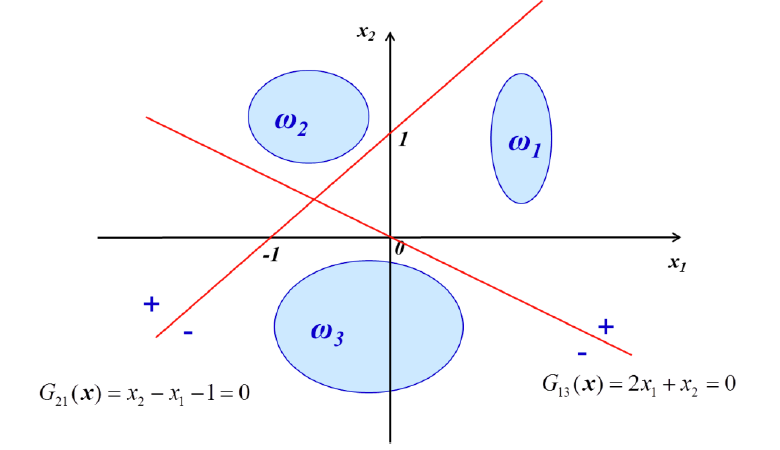 x₂
ω₂
1
ω₁
-1
0
x₁
+
-
ω₃
+
-
G₂₁(x) = x₂ − x₁ − 1 = 0
G₁₃(x) = 2x₁ + x₂ = 0